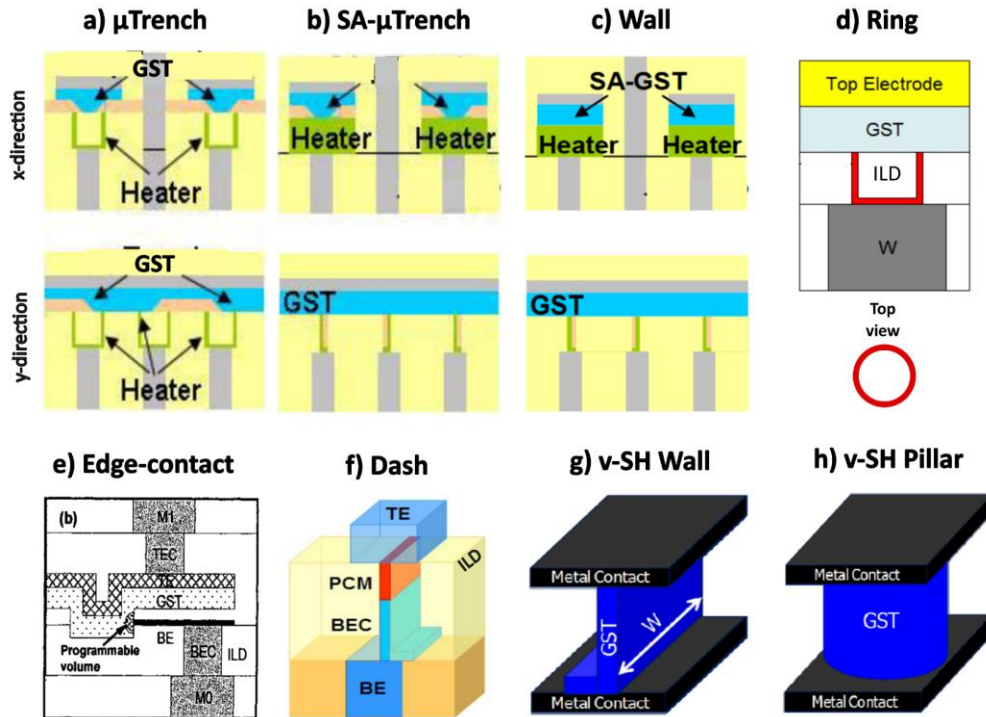 a) μTrench
b) SA-μTrench
c) Wall
d) Ring
x-direction
GST
Heater
Heater
Heater
SA-GST
Heater
Heater
Top Electrode
GST
ILD
W
Top
view
y-direction
GST
Heater
GST
GST
e) Edge-contact
f) Dash
g) v-SH Wall
h) v-SH Pillar
(b)
M1
TEC
TE
GST
Programmable
volume
BE
BEC
ILD
M0
TE
ILD
PCM
BEC
BE
Metal Contact
GST
W
Metal Contact
Metal Contact
GST
Metal Contact